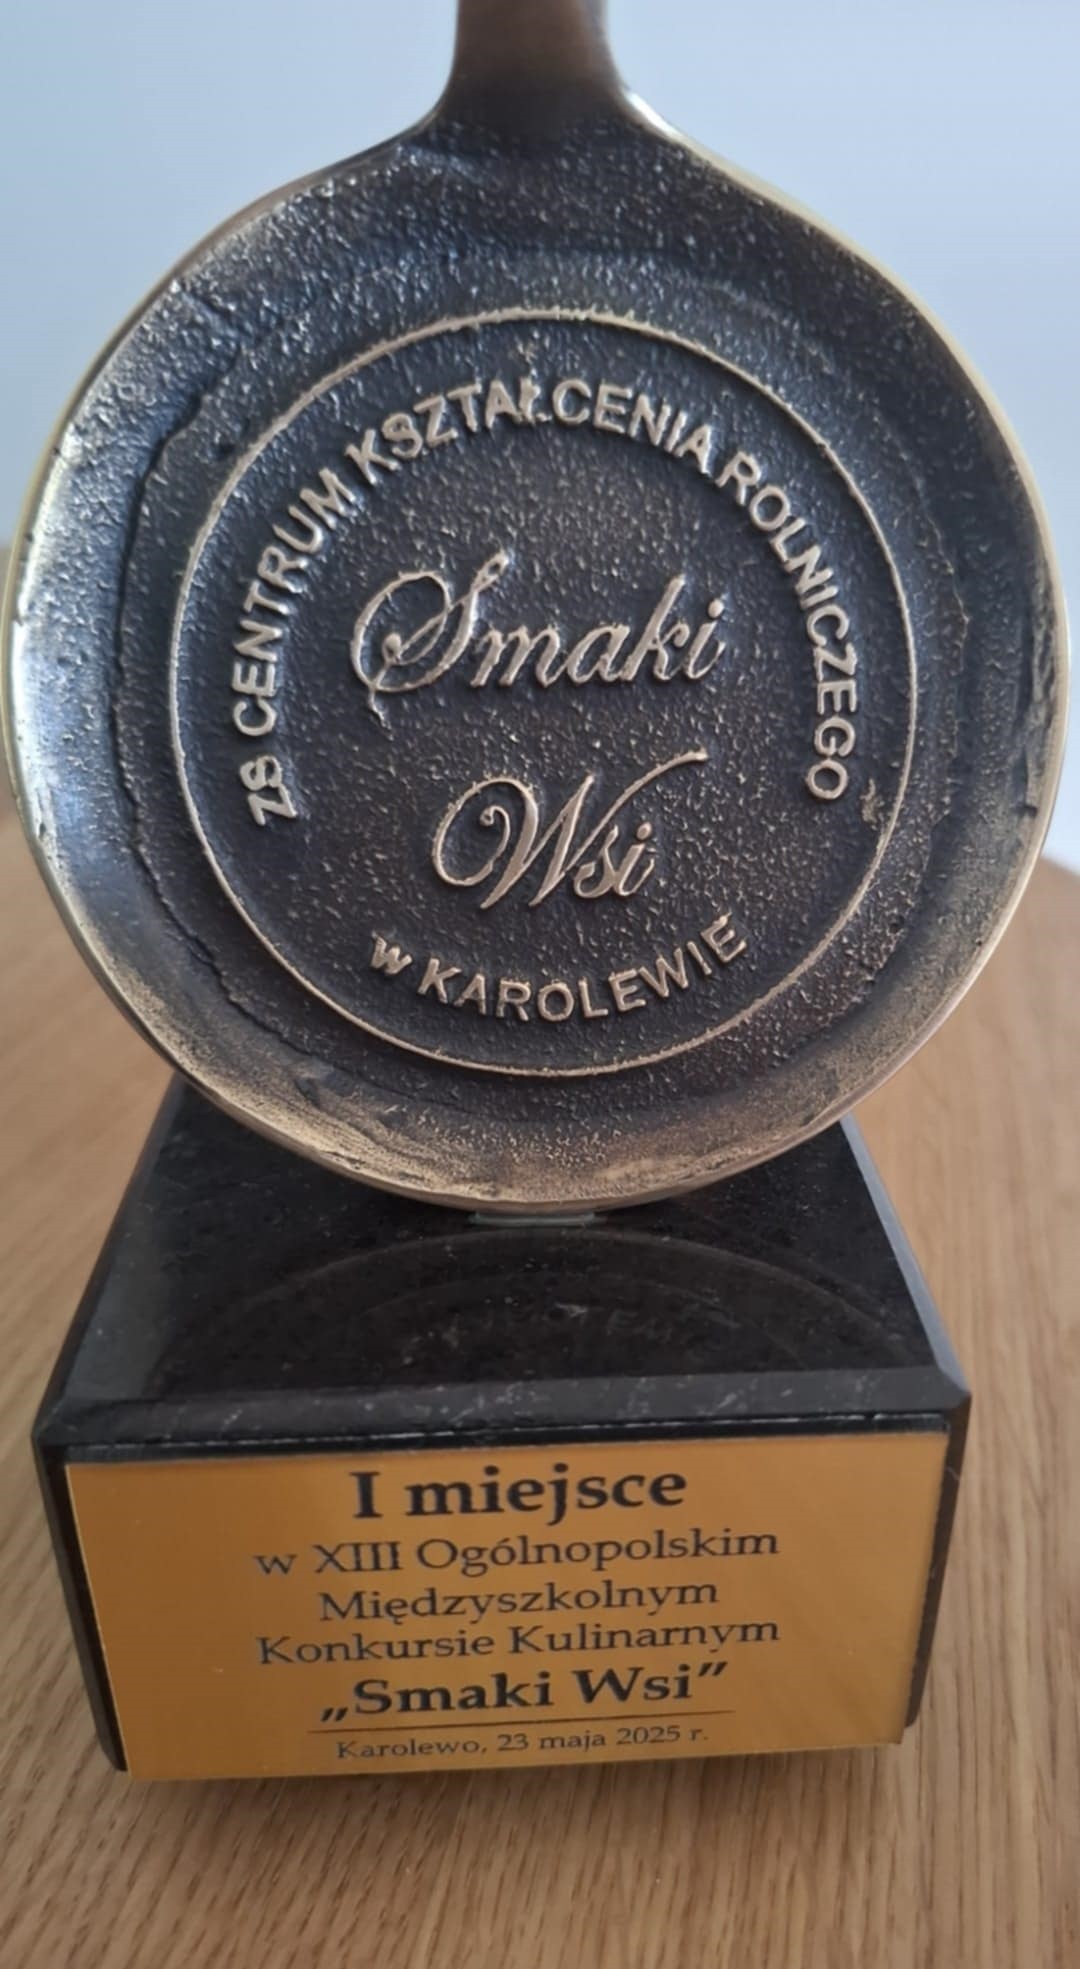 ZS CENTRUM KSZTAŁCENIA ROLNICZEGO
Smaki
Wsi
w KAROLEWIE
I miejsce
w XIII Ogólnopolskim
Międzyszkolnym
Konkursie Kulinarnym
„Smaki Wsi”
Karolewo, 23 maja 2025 r.